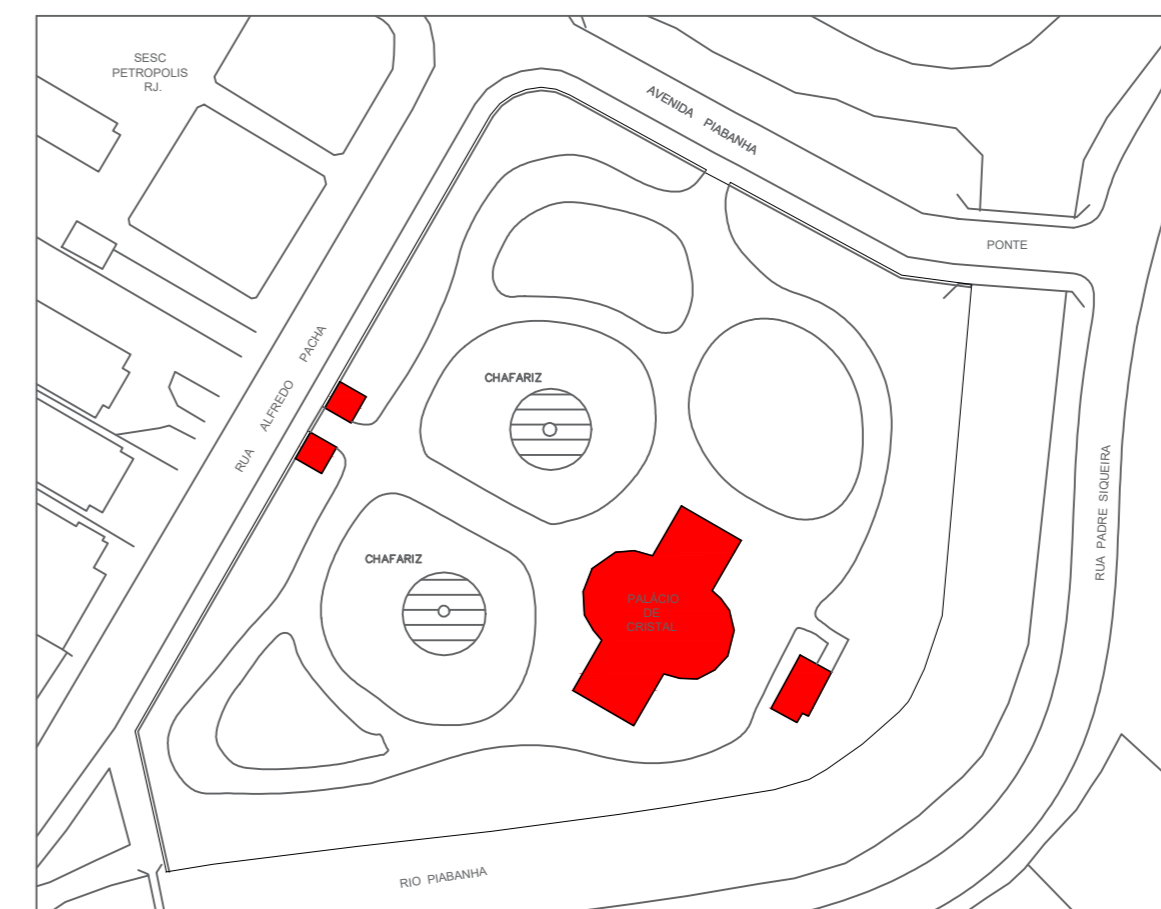 SESC
PETROPOLIS
RJ.
AVENIDA PIABANHA
PONTE
RUA ALFREDO PACHA
CHAFARIZ
CHAFARIZ
RUA PADRE SIQUEIRA
PALÁCIO
DE
CRISTAL
RIO PIABANHA